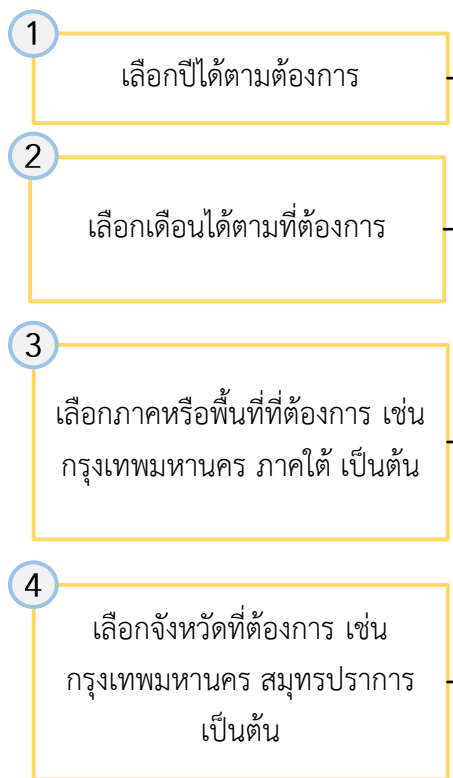 1
เลือกปีได้ตามต้องการ
2
เลือกเดือนได้ตามที่ต้องการ
3
เลือกภาคหรือพื้นที่ที่ต้องการ เช่น
กรุงเทพมหานคร ภาคใต้ เป็นต้น
4
เลือกจังหวัดที่ต้องการ เช่น
กรุงเทพมหานคร สมุทรปราการ
เป็นต้น